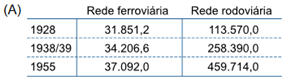 (A) Rede ferroviária Rede rodoviária
1928 31.851,6 113.570,0
1938/39 34.206,6 258.390,0
1955 37.092,0 459.714,0